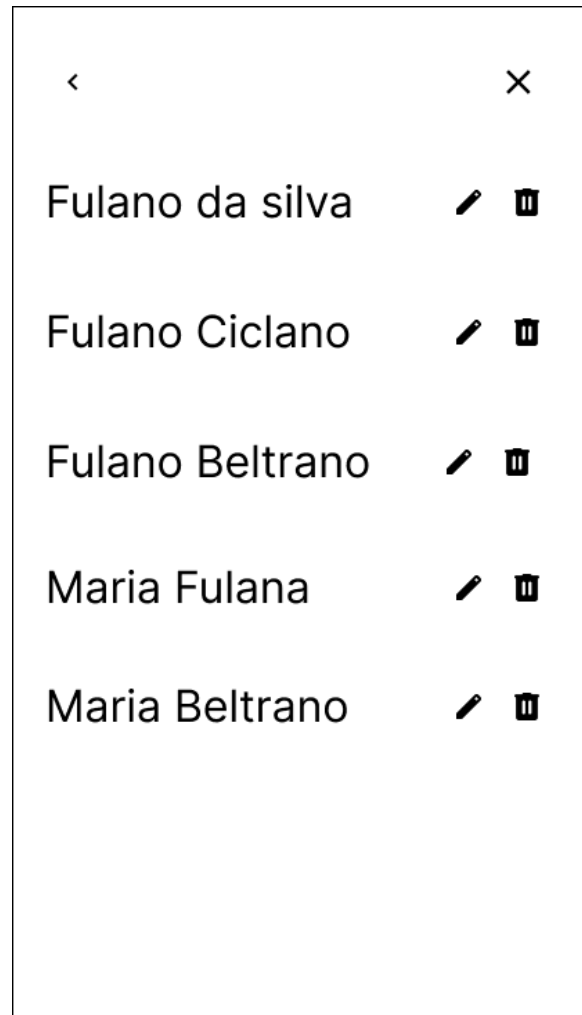 Fulano da silva
Fulano Ciclano
Fulano Beltrano
Maria Fulana
Maria Beltrano